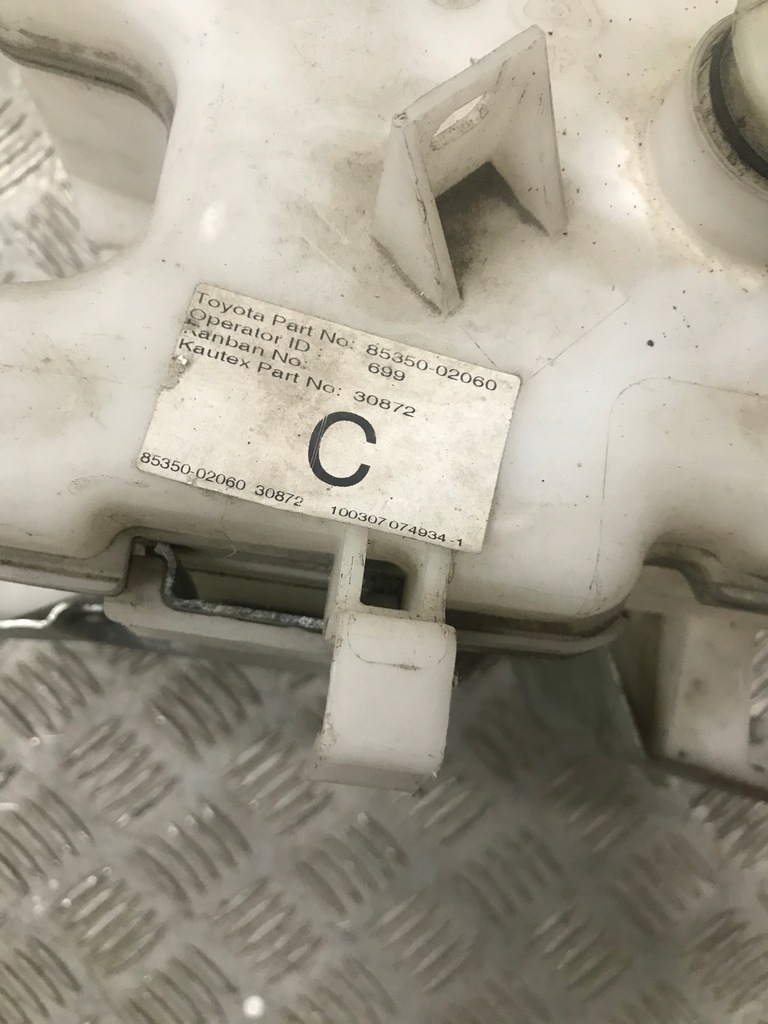 Toyota Part No: 85350-02060
Operator ID :
Kanban No: 699
Kautex Part No: 30872
C
85350-02060 30872 100307 074934-1